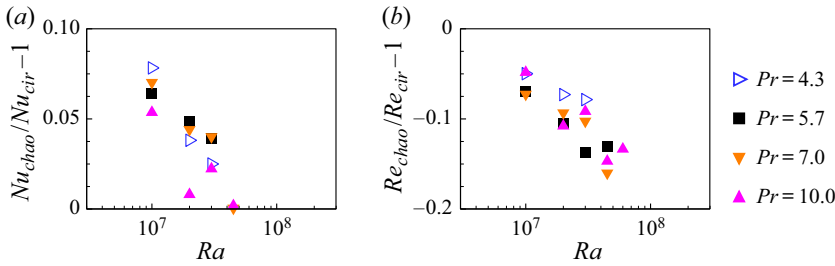 (a)
Nu_chao/Nu_cir−1
0.10
0.05
0
10^7
10^8
Ra
(b)
Re_chao/Re_cir−1
0
−0.1
−0.2
10^7
10^8
Ra
Pr = 4.3
Pr = 5.7
Pr = 7.0
Pr = 10.0